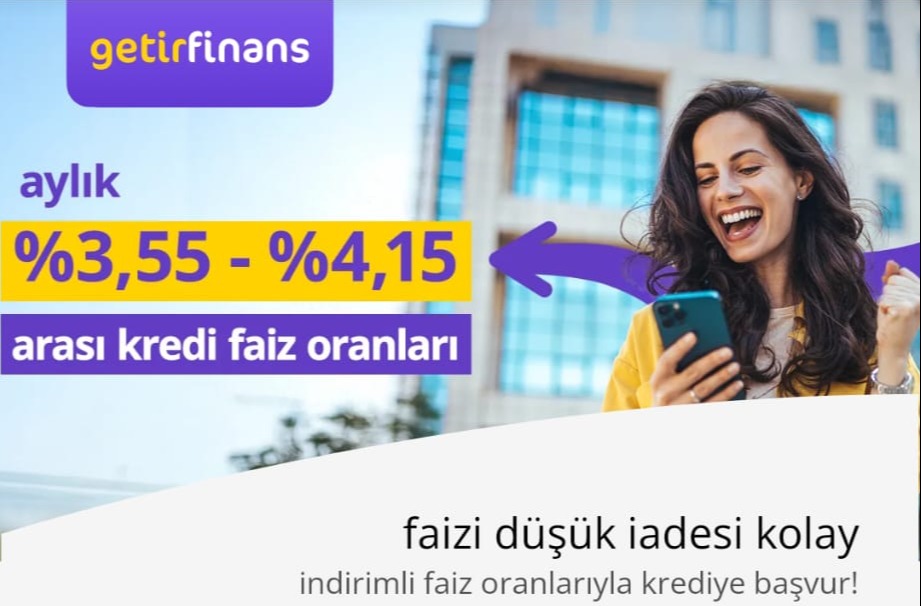 getirfinans
aylık
%3,55 - %4,15
arası kredi faiz oranları
faizi düşük iadesi kolay
indirimli faiz oranlarıyla krediye başvur!